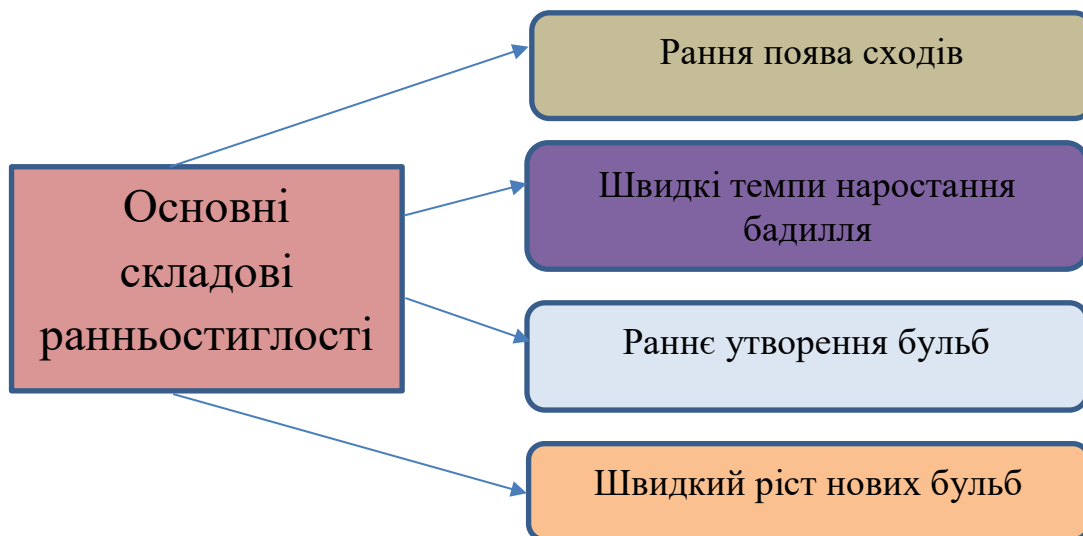 Основні
складові
ранньостиглості
Рання поява сходів
Швидкі темпи наростання
бадилля
Раннє утворення бульб
Швидкий ріст нових бульб